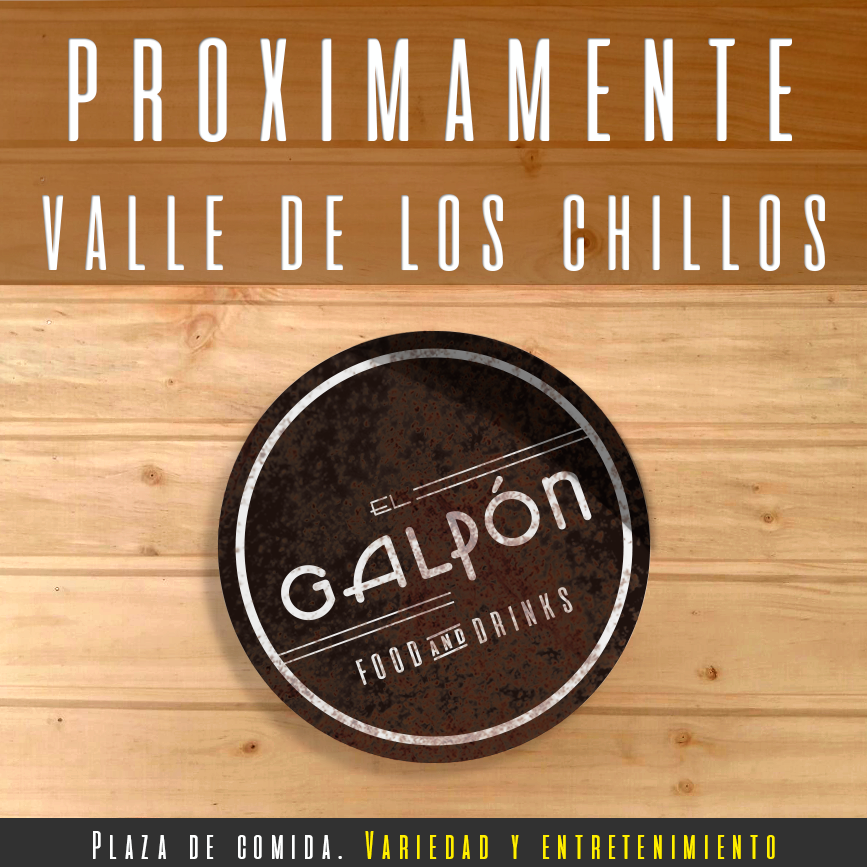 PROXIMAMENTE
VALLE DE LOS CHILLOS
EL
GALPÓN
FOOD AND DRINKS
PLAZA DE COMIDA. VARIEDAD Y ENTRETENIMIENTO